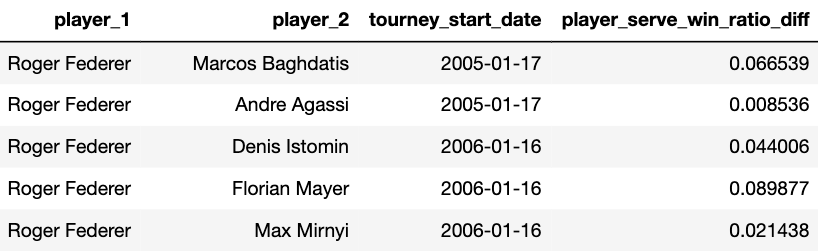 player_1 player_2 tourney_start_date player_serve_win_ratio_diff
Roger Federer Marcos Baghdatis 2005-01-17 0.066539
Roger Federer Andre Agassi 2005-01-17 0.008536
Roger Federer Denis Istomin 2006-01-16 0.044006
Roger Federer Florian Mayer 2006-01-16 0.089877
Roger Federer Max Mirnyi 2006-01-16 0.021438